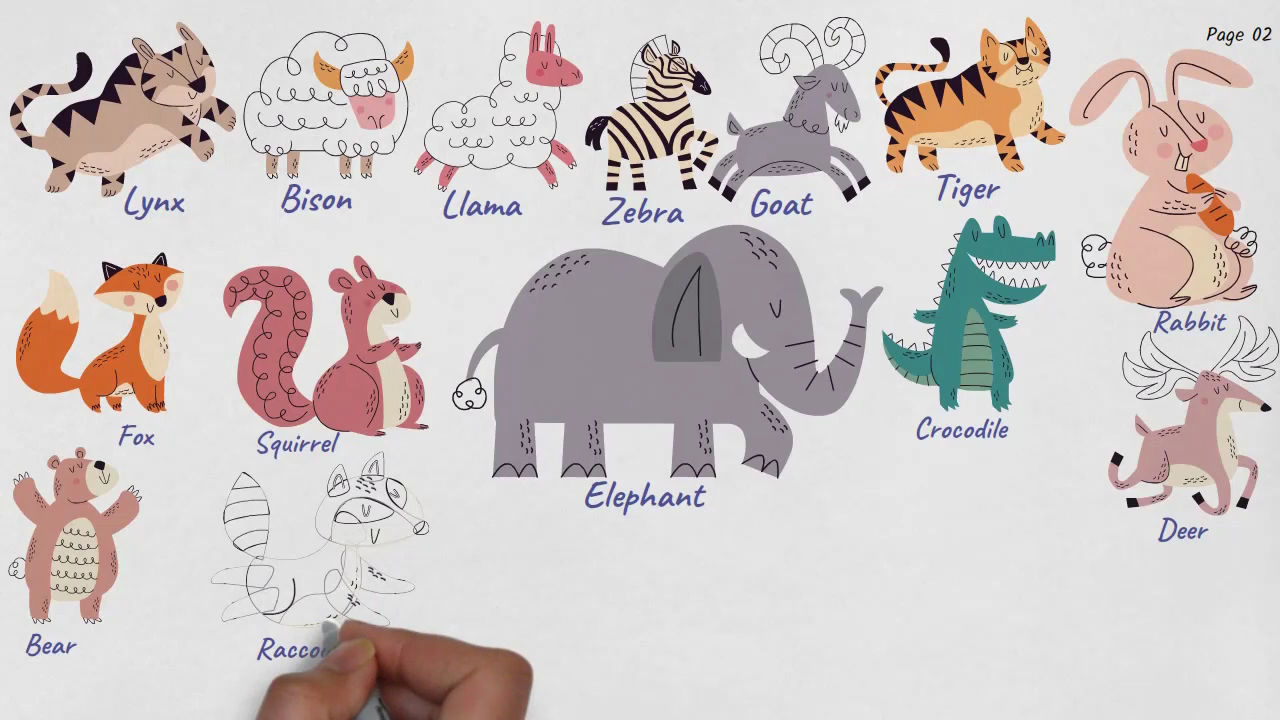 Page 02
Lynx
Bison
Llama
Zebra
Goat
Tiger
Rabbit
Fox
Squirrel
Elephant
Crocodile
Deer
Bear